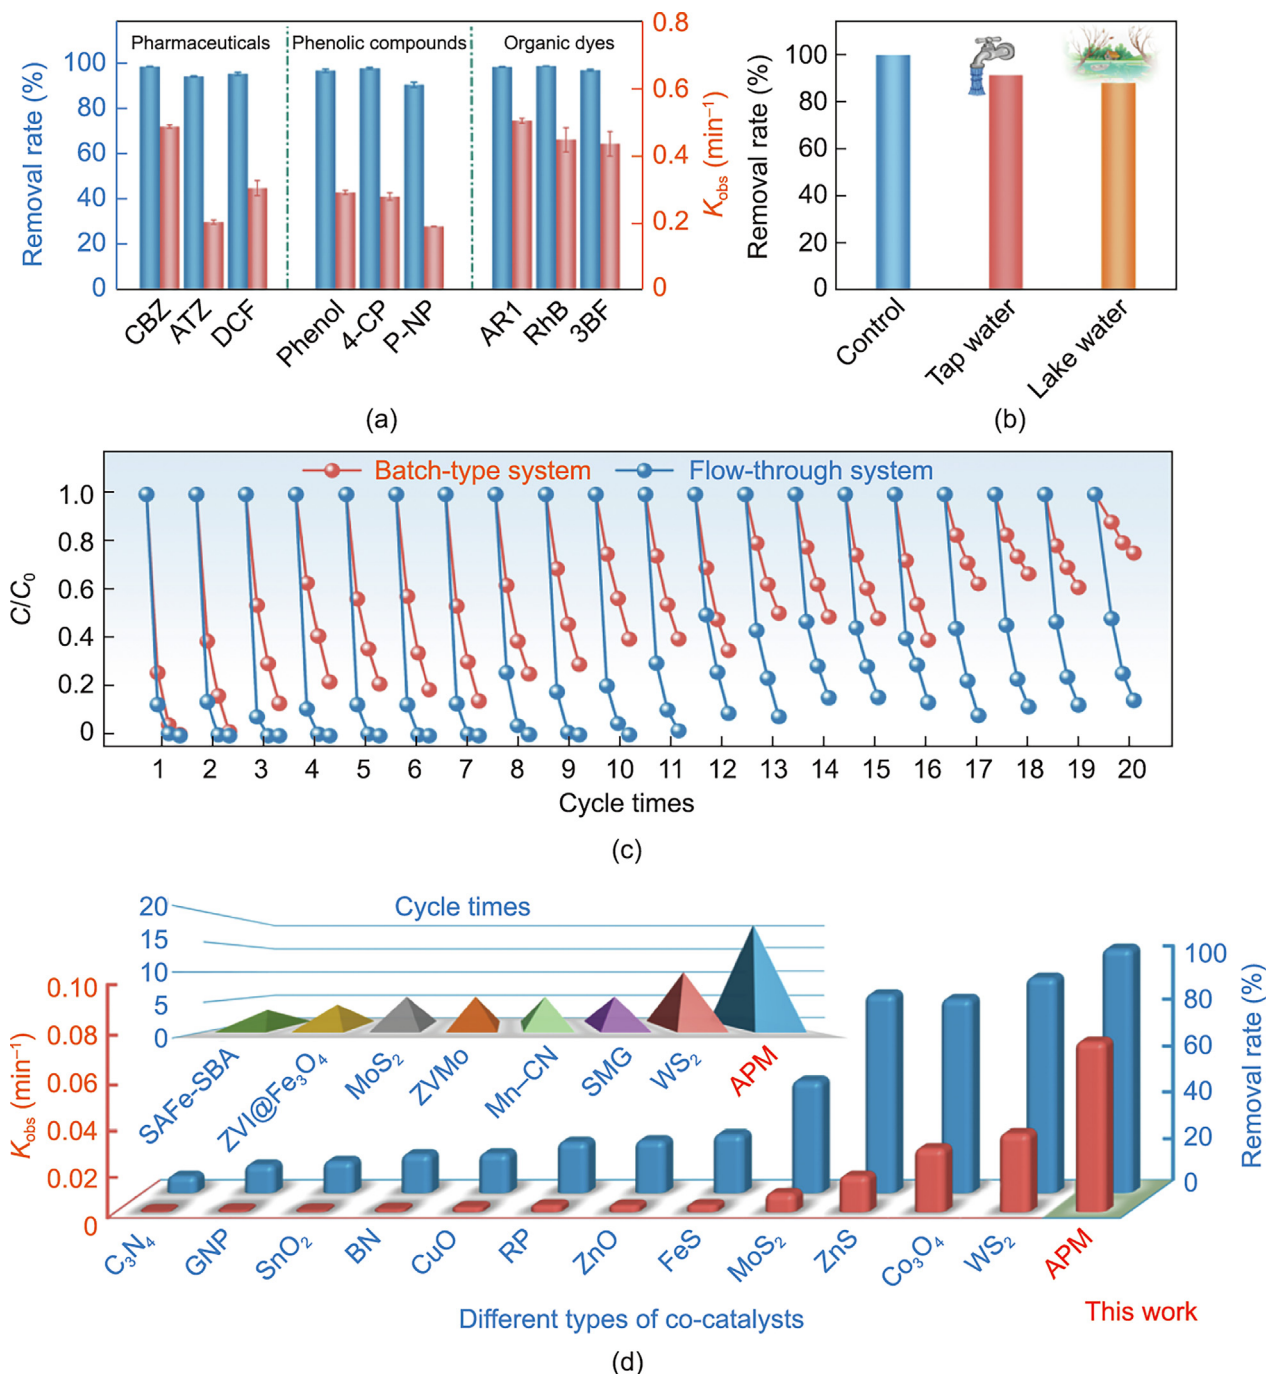 Pharmaceuticals
Phenolic compounds
Organic dyes
Removal rate (%)
100
80
60
40
20
0
0.8
0.6
0.4
0.2
0
Kobs (min−1)
CBZ
ATZ
DCF
Phenol
4-CP
P-NP
AR1
RhB
3BF
(a)
Removal rate (%)
100
80
60
40
20
0
Control
Tap water
Lake water
(b)
Batch-type system
Flow-through system
C/C0
1.0
0.8
0.6
0.4
0.2
0
1 2 3 4 5 6 7 8 9 10 11 12 13 14 15 16 17 18 19 20
Cycle times
(c)
Cycle times
20
15
10
5
0
SAFe-SBA
ZVI@Fe3O4
MoS2
ZVMo
Mn–CN
SMG
WS2
APM
Kobs (min−1)
0.10
0.08
0.06
0.04
0.02
0
100
80
60
40
20
0
Removal rate (%)
C3N4
GNP
SnO2
BN
CuO
RP
ZnO
FeS
MoS2
ZnS
Co3O4
WS2
APM
This work
Different types of co-catalysts
(d)